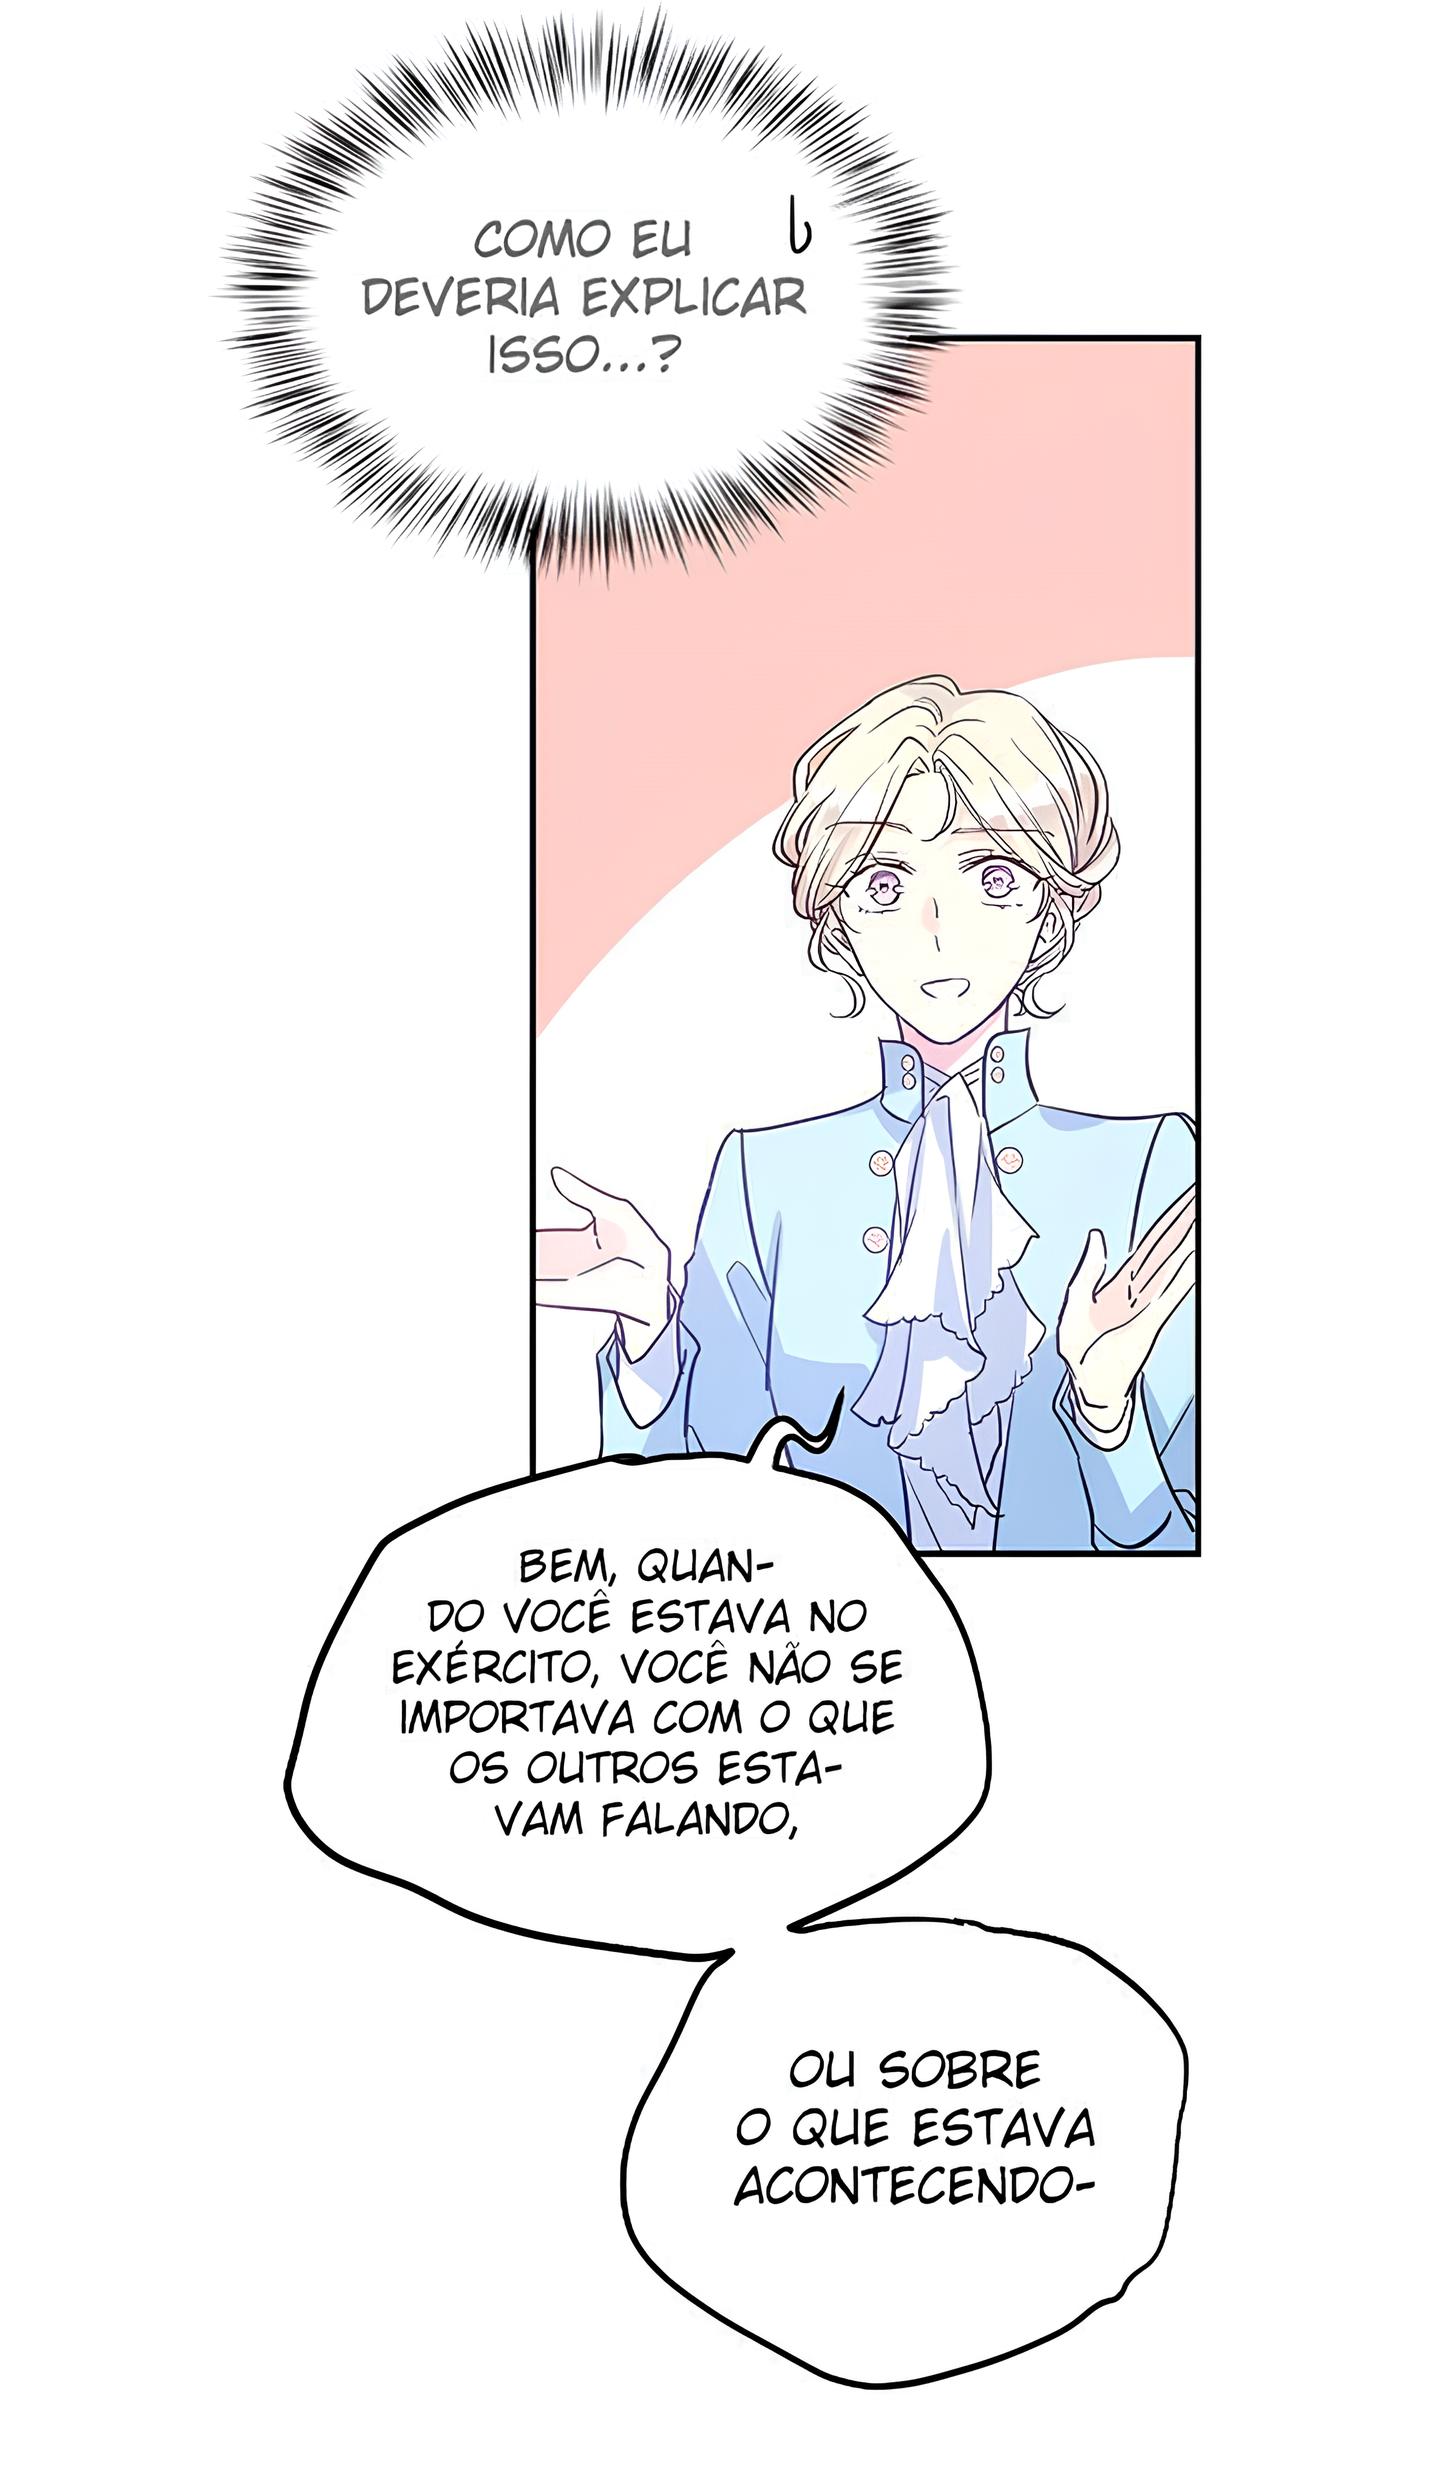 COMO EU
DEVERIA EXPLICAR
ISSO...?
BEM, QUAN-
DO VOCÊ ESTAVA NO
EXÉRCITO, VOCÊ NÃO SE
IMPORTAVA COM O QUE
OS OUTROS ESTA-
VAM FALANDO,
OU SOBRE
O QUE ESTAVA
ACONTECENDO-